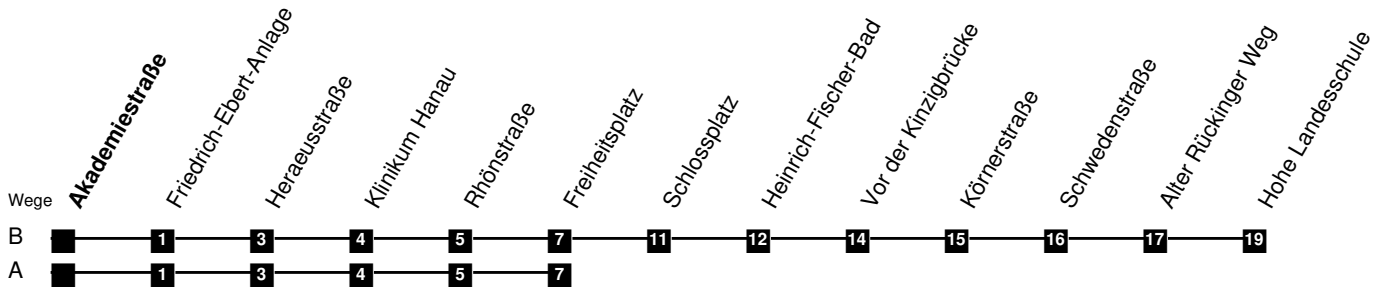 Akademiestraße
Friedrich-Ebert-Anlage
Heraeusstraße
Klinikum Hanau
Rhönstraße
Freiheitsplatz
Schlossplatz
Heinrich-Fischer-Bad
Vor der Kinzigbrücke
Körnerstraße
Schwedenstraße
Alter Rückinger Weg
Hohe Landesschule
Wege
B 1 3 4 5 7 11 12 14 15 16 17 19
A 1 3 4 5 7